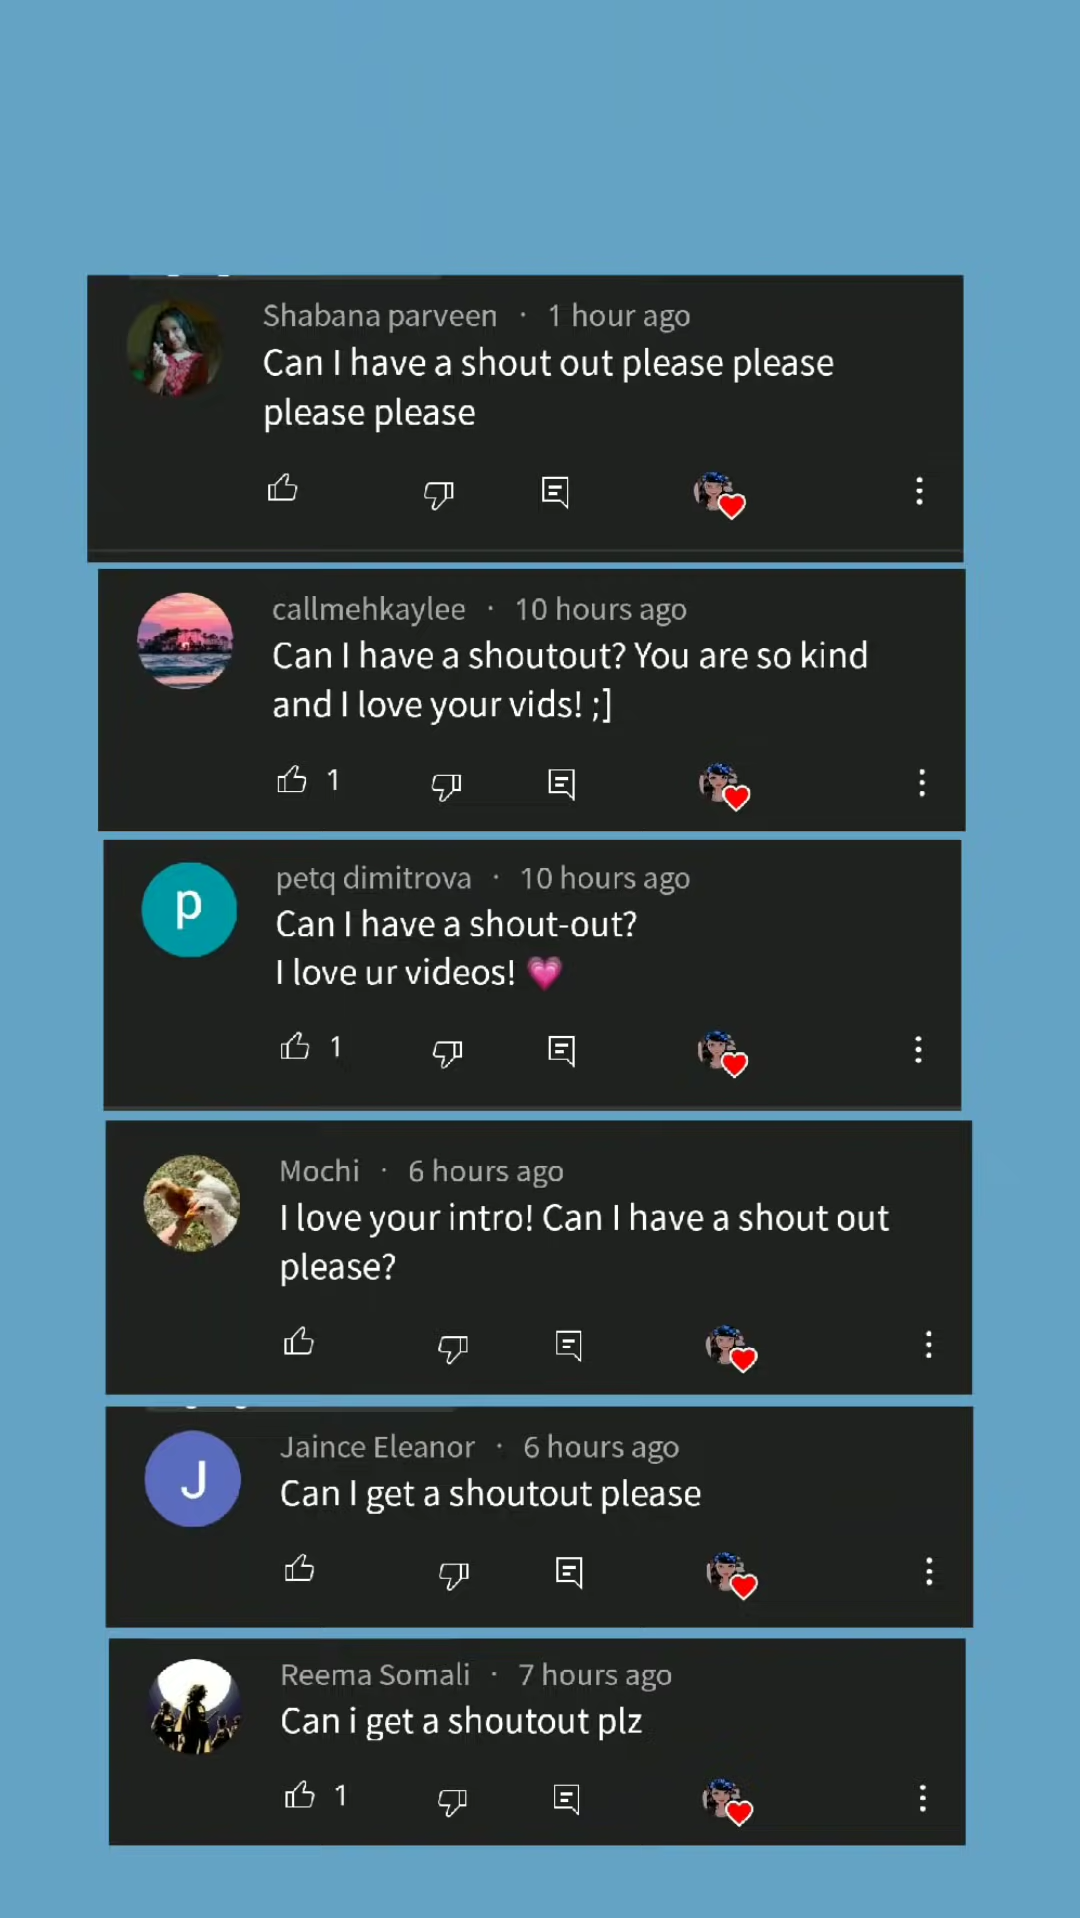 Shabana parveen · 1 hour ago
Can I have a shout out please please
please please
callmehkaylee · 10 hours ago
Can I have a shoutout? You are so kind
and I love your vids! ;]
1
p
petq dimitrova · 10 hours ago
Can I have a shout-out?
I love ur videos! 💗
1
Mochi · 6 hours ago
I love your intro! Can I have a shout out
please?
J
Jaince Eleanor · 6 hours ago
Can I get a shoutout please
Reema Somali · 7 hours ago
Can i get a shoutout plz
1